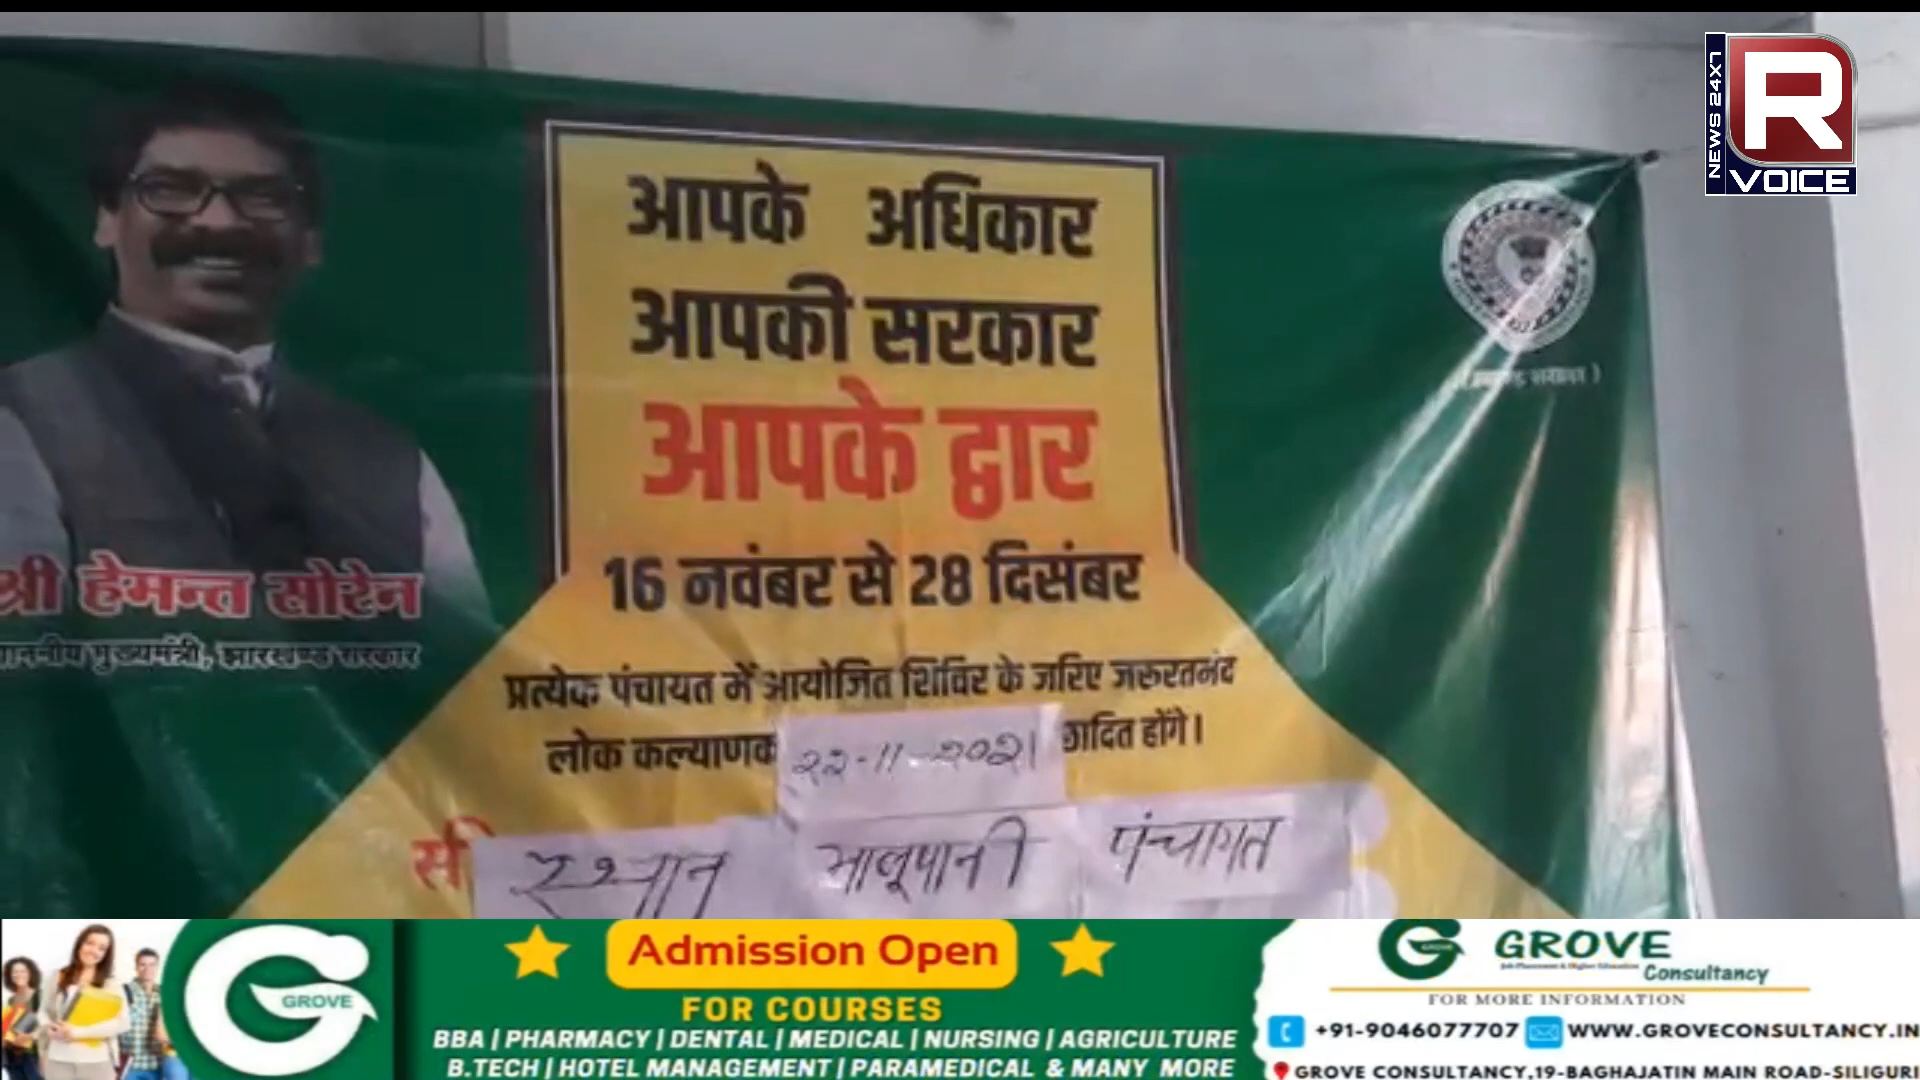 NEWS 24X7
R
VOICE
आपके अधिकार
आपकी सरकार
आपके द्वार
16 नवंबर से 28 दिसंबर
श्री हेमन्त सोरेन
माननीय मुख्यमंत्री, झारखण्ड सरकार
प्रत्येक पंचायत में आयोजित शिविर के जरिए जरूरतमंद
लोक कल्याणक २२-11-२०२1 छादित होंगे।
स्थान मालूपानी पंचायत
GROVE
Admission Open
FOR COURSES
BBA | PHARMACY | DENTAL | MEDICAL | NURSING | AGRICULTURE
B.TECH | HOTEL MANAGEMENT | PARAMEDICAL & MANY MORE
GROVE
Consultancy
FOR MORE INFORMATION
+91-9046077707 WWW.GROVECONSULTANCY.IN
GROVE CONSULTANCY,19-BAGHAJATIN MAIN ROAD-SILIGURI